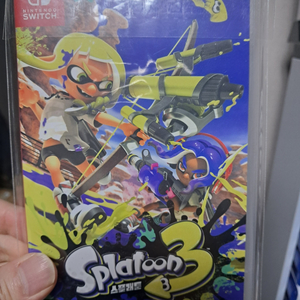 NINTENDO
SWITCH
Splatoon 3
스플래툰